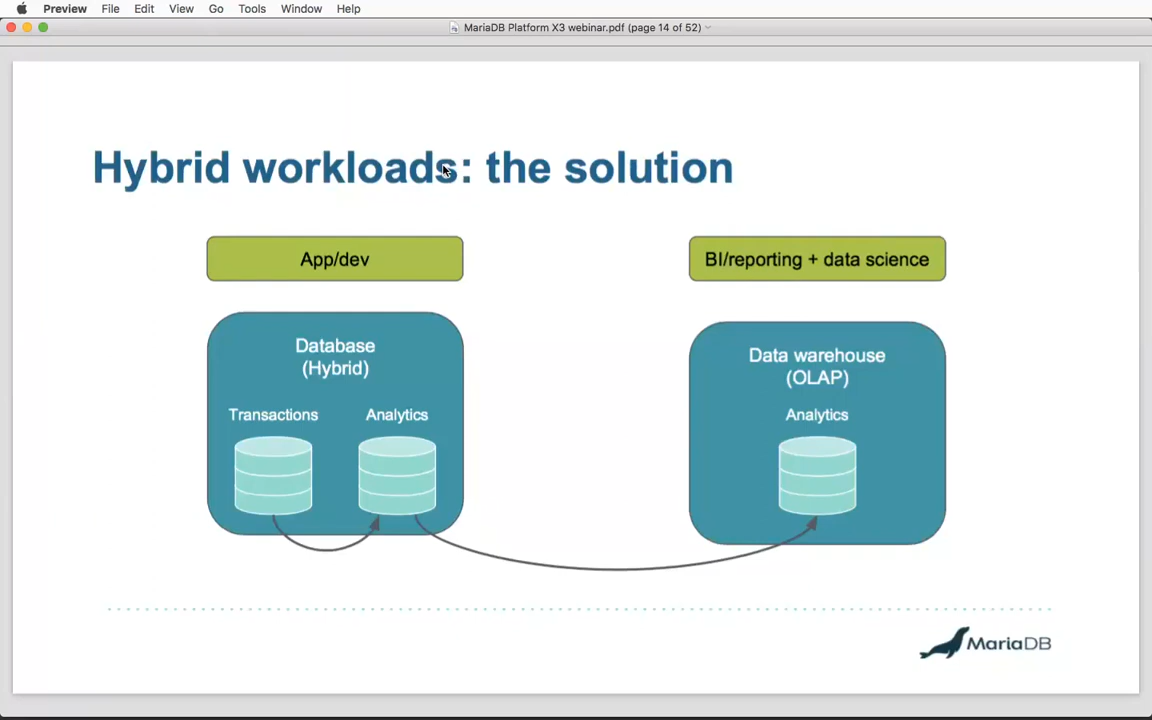 Preview File Edit View Go Tools Window Help
MariaDB Platform X3 webinar.pdf (page 14 of 52)
Hybrid workloads: the solution
App/dev
BI/reporting + data science
Database
(Hybrid)
Transactions
Analytics
Data warehouse
(OLAP)
Analytics
MariaDB